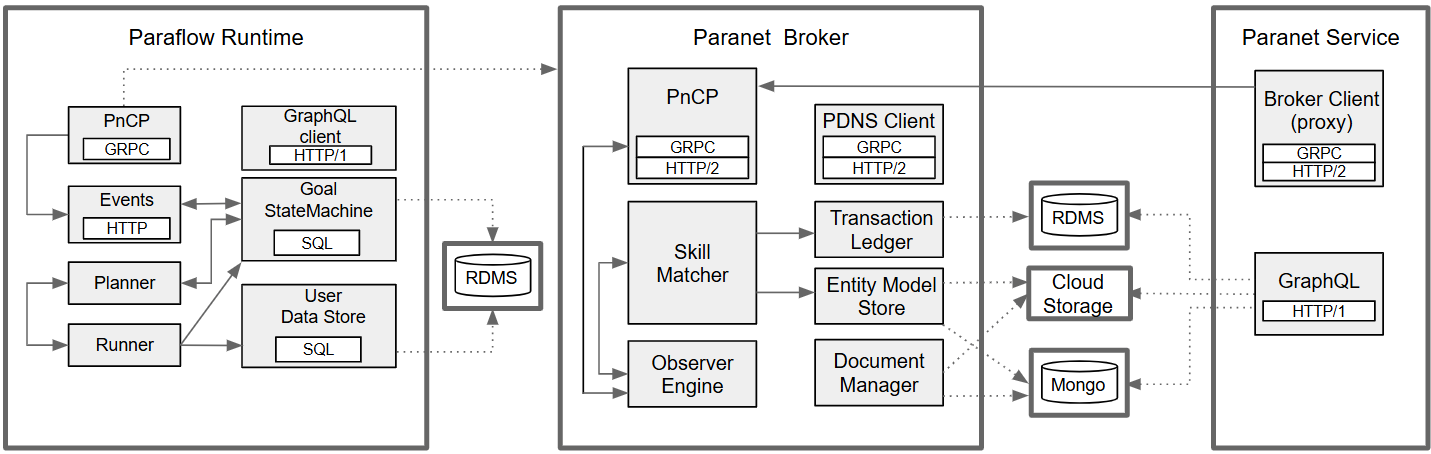 Paraflow Runtime
PnCP
GRPC
GraphQL
client
HTTP/1
Events
HTTP
Goal
StateMachine
SQL
Planner
Runner
User
Data Store
SQL
RDMS
Paranet Broker
PnCP
GRPC
HTTP/2
PDNS Client
GRPC
HTTP/2
Skill
Matcher
Transaction
Ledger
Entity Model
Store
Observer
Engine
Document
Manager
RDMS
Cloud
Storage
Mongo
Paranet Service
Broker Client
(proxy)
GRPC
HTTP/2
GraphQL
HTTP/1